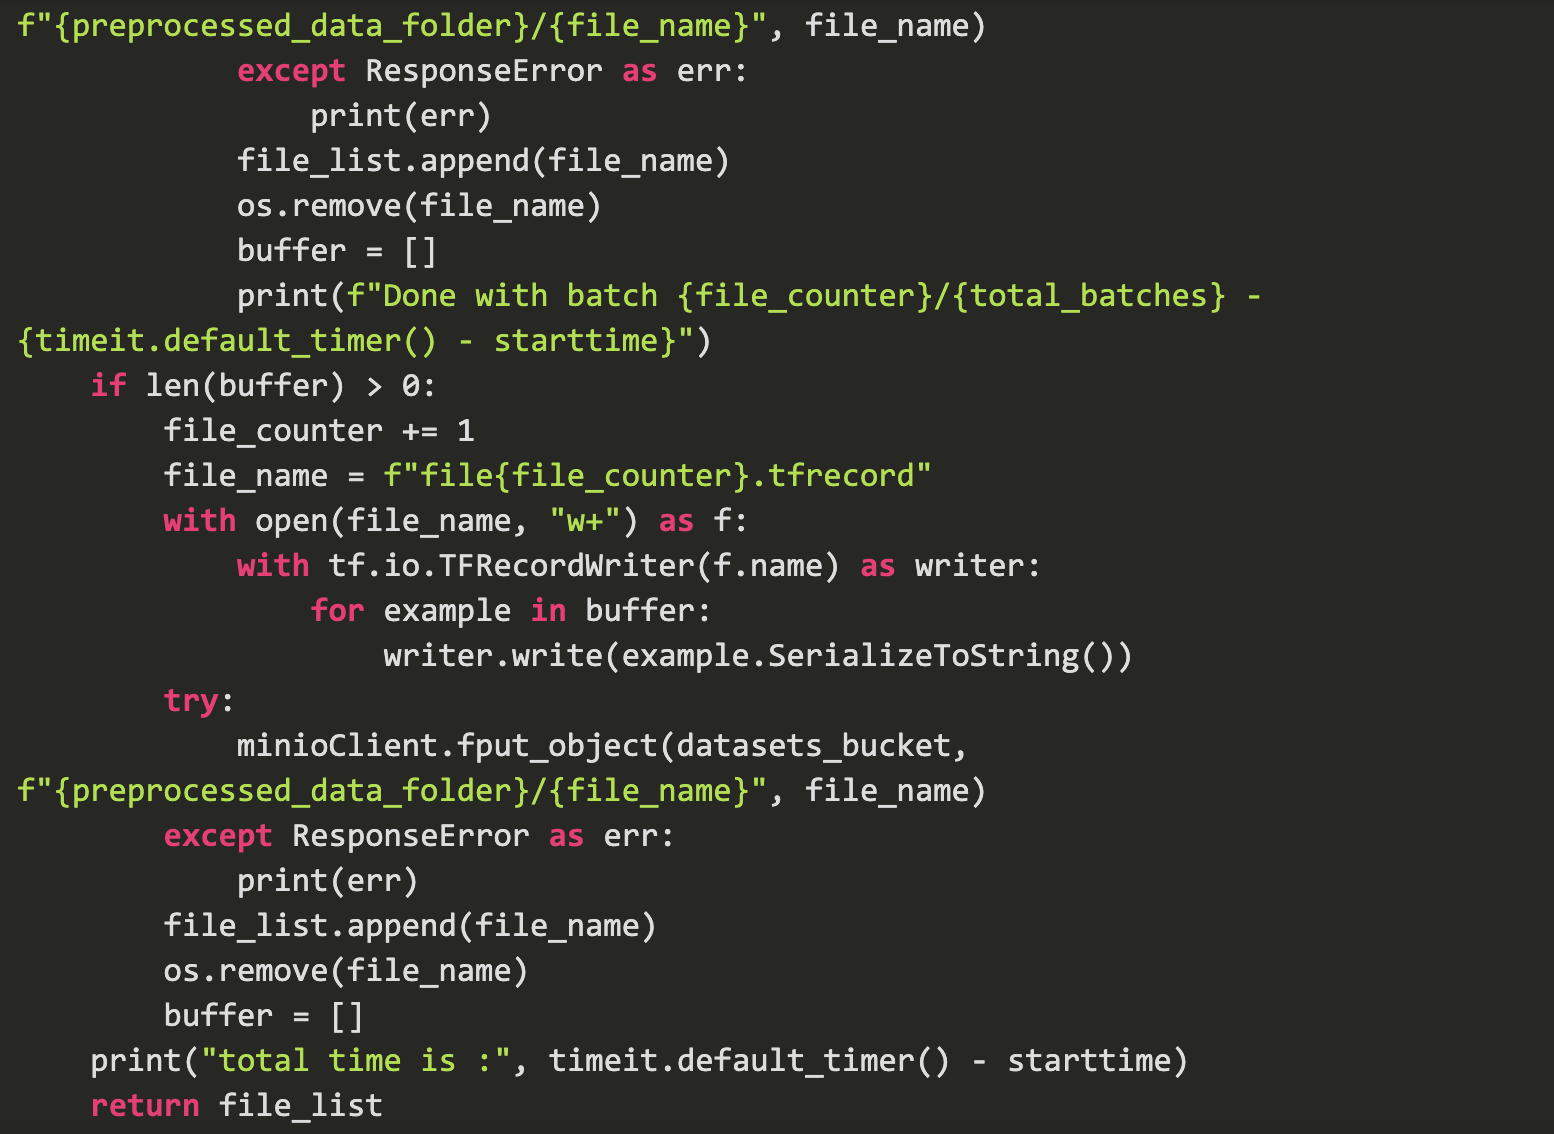 f"{preprocessed_data_folder}/{file_name}", file_name)
            except ResponseError as err:
                print(err)
            file_list.append(file_name)
            os.remove(file_name)
            buffer = []
            print(f"Done with batch {file_counter}/{total_batches} -
{timeit.default_timer() - starttime}")
    if len(buffer) > 0:
        file_counter += 1
        file_name = f"file{file_counter}.tfrecord"
        with open(file_name, "w+") as f:
            with tf.io.TFRecordWriter(f.name) as writer:
                for example in buffer:
                    writer.write(example.SerializeToString())
        try:
            minioClient.fput_object(datasets_bucket,
f"{preprocessed_data_folder}/{file_name}", file_name)
        except ResponseError as err:
            print(err)
        file_list.append(file_name)
        os.remove(file_name)
        buffer = []
    print("total time is :", timeit.default_timer() - starttime)
    return file_list